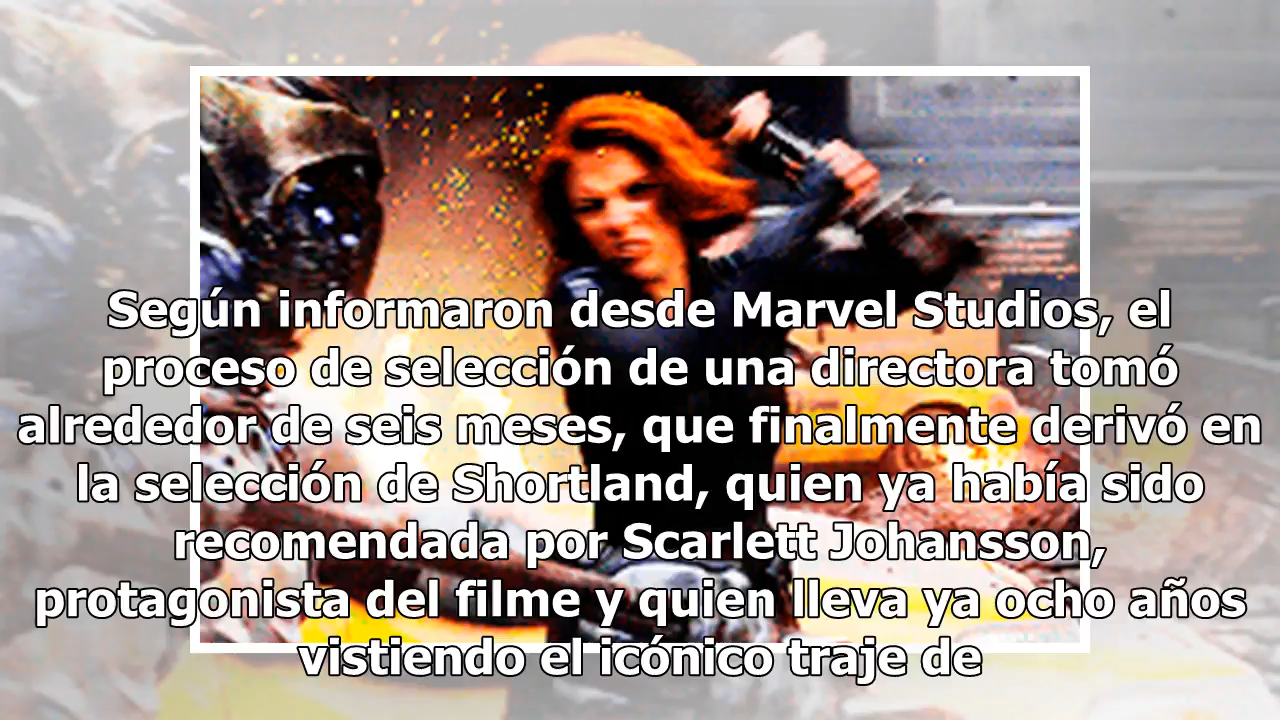 Según informaron desde Marvel Studios, el
proceso de selección de una directora tomó
alrededor de seis meses, que finalmente derivó en
la selección de Shortland, quien ya había sido
recomendada por Scarlett Johansson,
protagonista del filme y quien lleva ya ocho años
vistiendo el icónico traje de